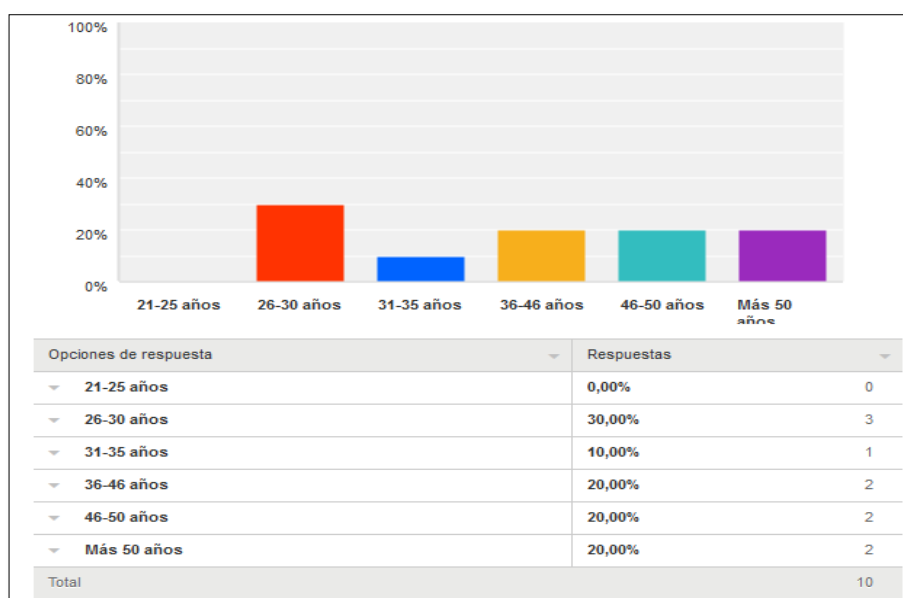 100%
80%
60%
40%
20%
0%
21-25 años 26-30 años 31-35 años 36-46 años 46-50 años Más 50
años
Opciones de respuesta Respuestas
21-25 años 0,00% 0
26-30 años 30,00% 3
31-35 años 10,00% 1
36-46 años 20,00% 2
46-50 años 20,00% 2
Más 50 años 20,00% 2
Total 10